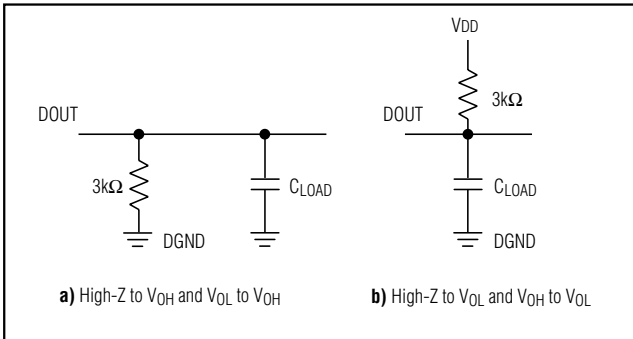 DOUT
3kΩ
CLOAD
DGND
a) High-Z to VOH and VOL to VOH
VDD
3kΩ
DOUT
CLOAD
DGND
b) High-Z to VOL and VOH to VOL